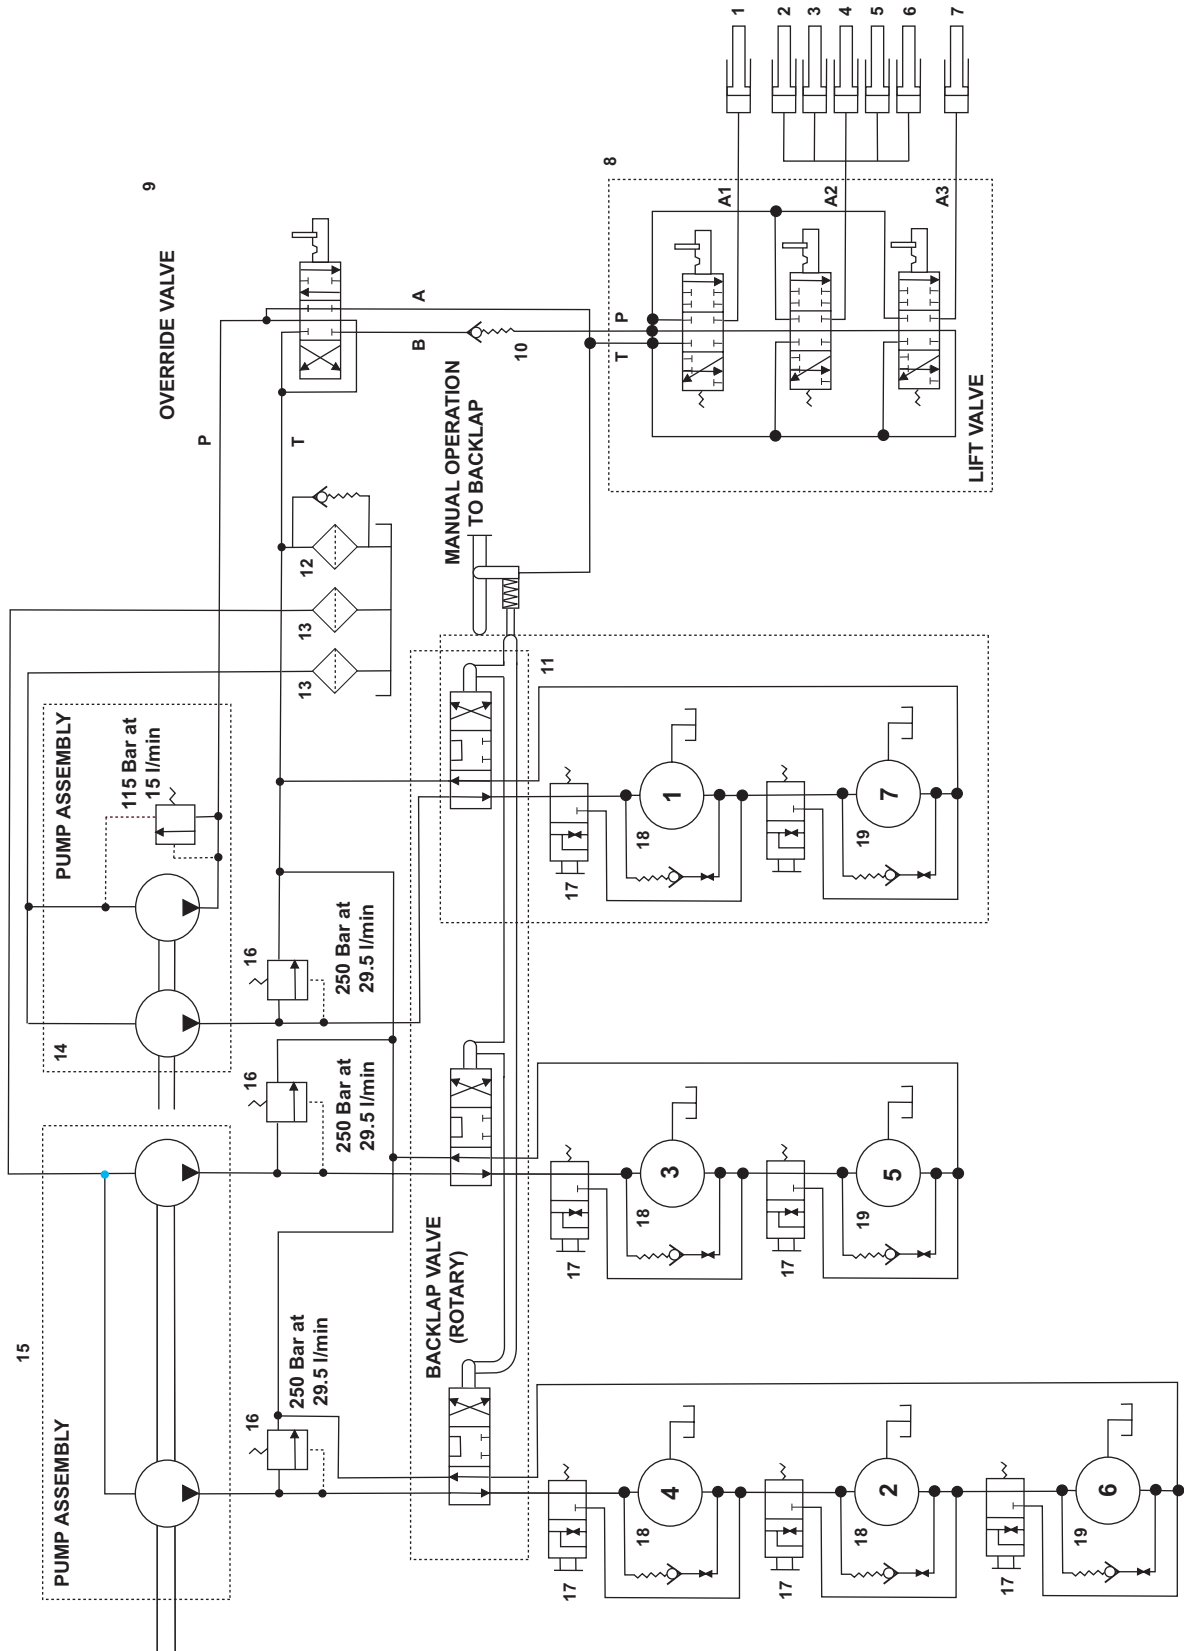 PUMP ASSEMBLY
15
PUMP ASSEMBLY
14
115 Bar at
15 l/min
OVERRIDE VALVE
9
P
T
16
250 Bar at
29.5 l/min
16
250 Bar at
29.5 l/min
16
250 Bar at
29.5 l/min
13
13
12
B
A
10
BACKLAP VALVE
(ROTARY)
MANUAL OPERATION
TO BACKLAP
11
17
18
4
17
18
2
17
19
6
17
18
3
17
19
5
17
18
1
19
7
8
T
P
A1
A2
A3
LIFT VALVE
1
2
3
4
5
6
7